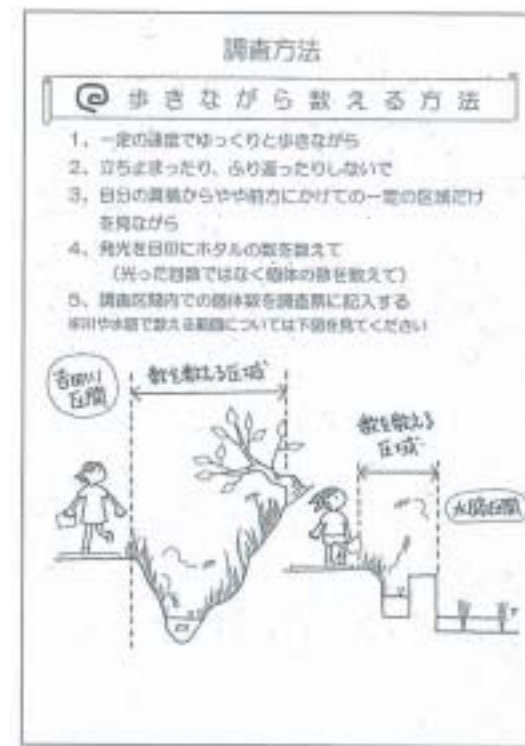 調査方法
歩きながら数える方法
1、一定の速度でゆっくりと歩きながら
2、立ち止まったり、ふり返ったりしないで
3、自分の真横からやや前方にかけての一定の区域だけ
を見ながら
4、発光を目印にホタルの数を数えて
(光った回数ではなく個体の数を数えて)
5、調査区間内での個体数を調査票に記入する
※川や水路で数える範囲については下図を見てください
吉田川
区間
数を数える区域
数を数える
区域
水路区間